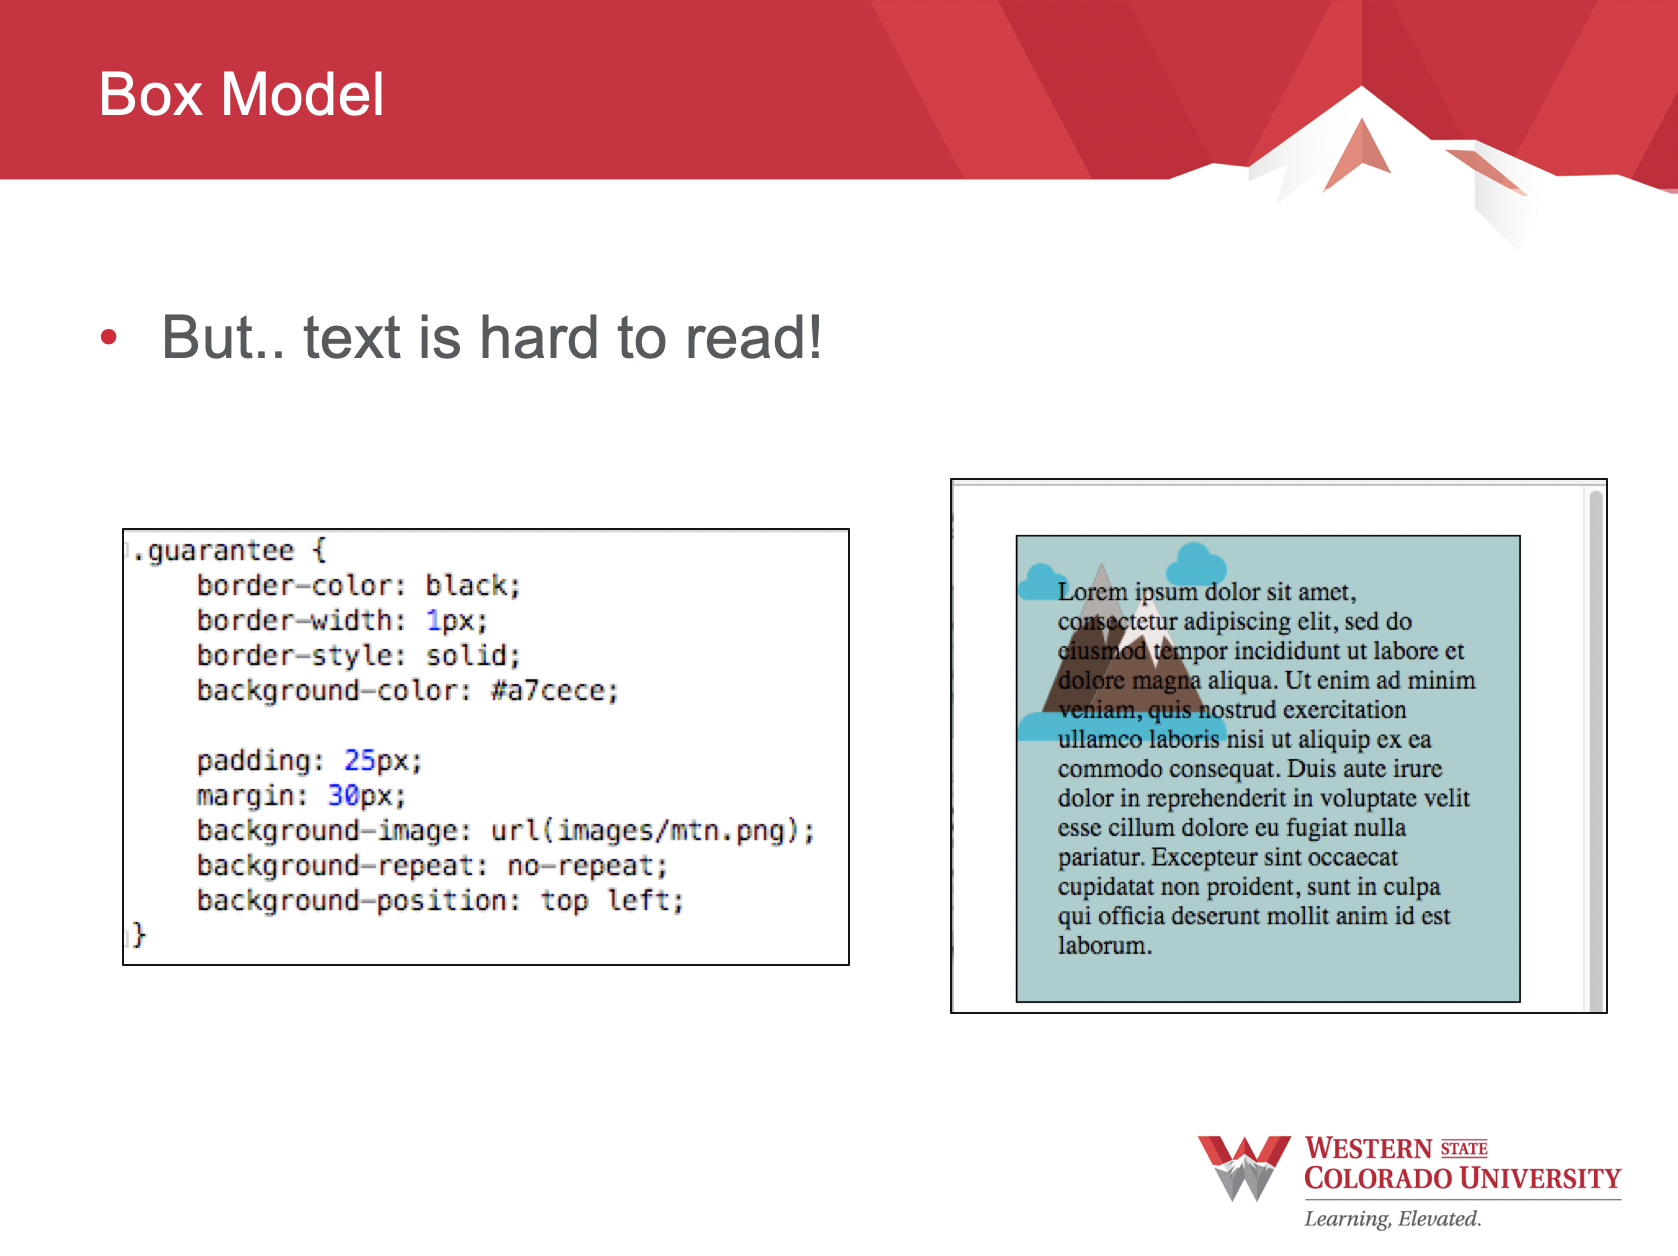 Box Model
• But.. text is hard to read!
.guarantee {
    border-color: black;
    border-width: 1px;
    border-style: solid;
    background-color: #a7cece;

    padding: 25px;
    margin: 30px;
    background-image: url(images/mtn.png);
    background-repeat: no-repeat;
    background-position: top left;
}
Lorem ipsum dolor sit amet,
consectetur adipiscing elit, sed do
eiusmod tempor incididunt ut labore et
dolore magna aliqua. Ut enim ad minim
veniam, quis nostrud exercitation
ullamco laboris nisi ut aliquip ex ea
commodo consequat. Duis aute irure
dolor in reprehenderit in voluptate velit
esse cillum dolore eu fugiat nulla
pariatur. Excepteur sint occaecat
cupidatat non proident, sunt in culpa
qui officia deserunt mollit anim id est
laborum.
WESTERN STATE
COLORADO UNIVERSITY
Learning, Elevated.